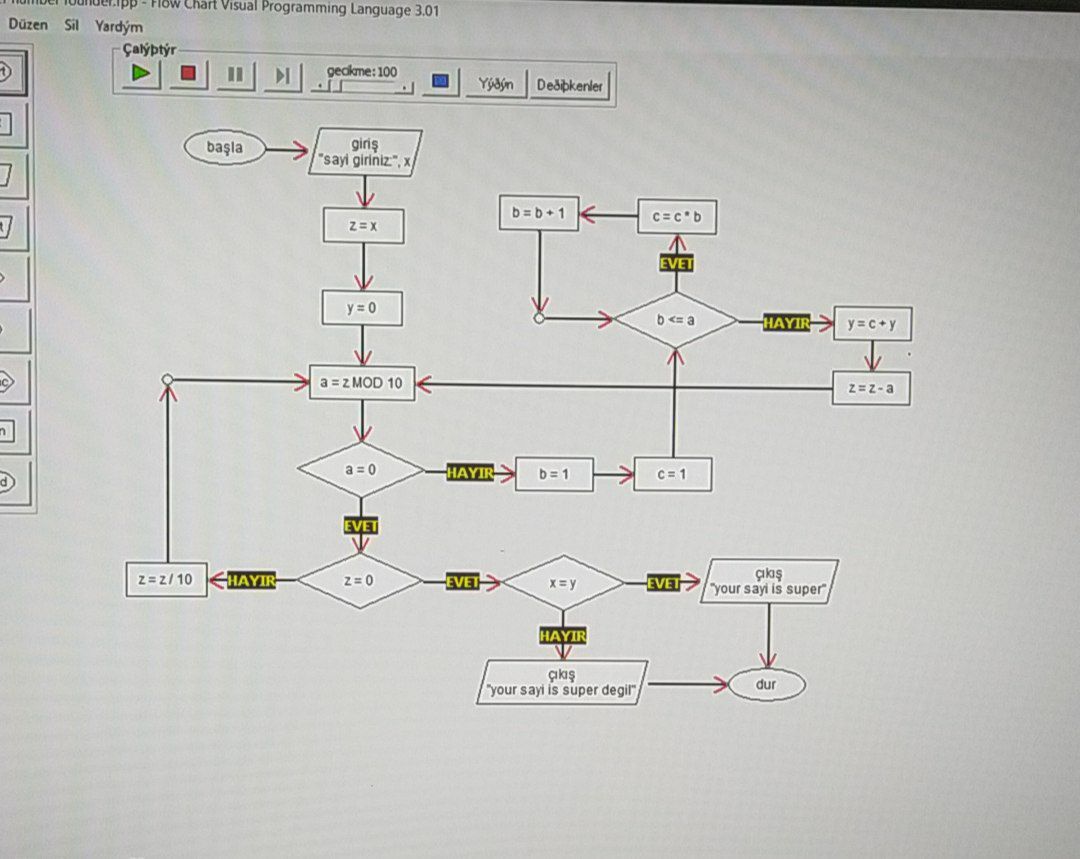 number rounder.fpp - Flow Chart Visual Programming Language 3.01
Düzen Sil Yardým
Çalýþtýr
gecikme:100
Yýðýn
Deðiþkenler
başla
giriş
"sayi giriniz:", x
z = x
y = 0
a = z MOD 10
a = 0
HAYIR
b = 1
c = 1
b <= a
EVET
c = c * b
b = b + 1
HAYIR
y = c + y
z = z - a
EVET
z = 0
HAYIR
z = z / 10
EVET
x = y
EVET
çıkış
"your sayi is super"
HAYIR
çıkış
"your sayi is super degil"
dur